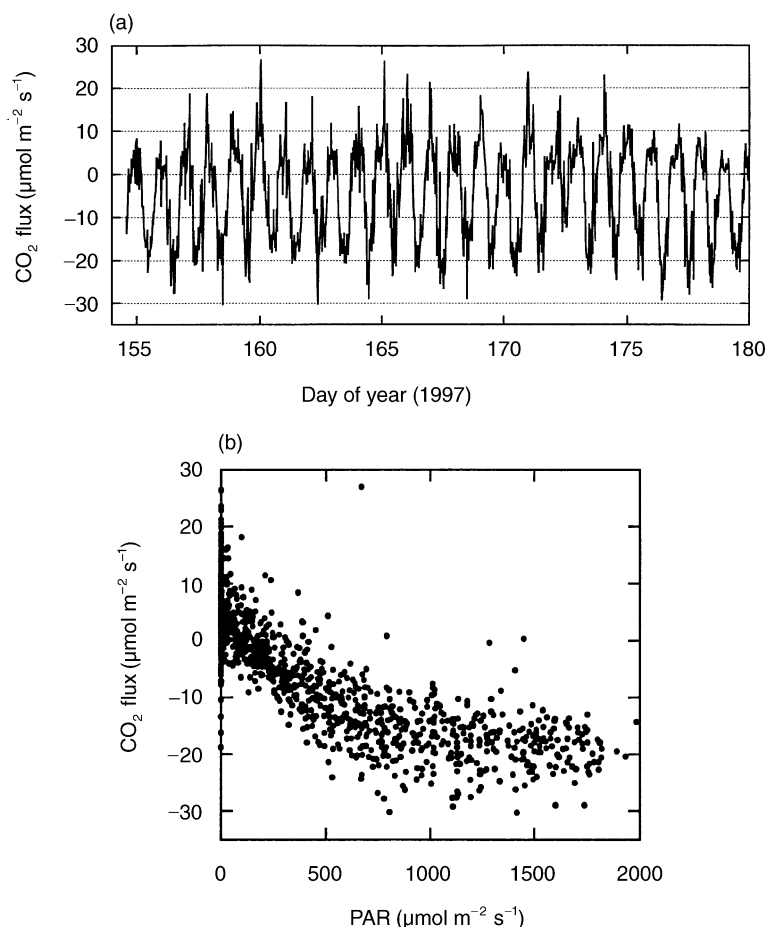 (a)
30
20
10
0
−10
−20
−30
CO₂ flux (µmol m⁻² s⁻¹)
155 160 165 170 175 180
Day of year (1997)
(b)
30
20
10
0
−10
−20
−30
CO₂ flux (µmol m⁻² s⁻¹)
0 500 1000 1500 2000
PAR (µmol m⁻² s⁻¹)